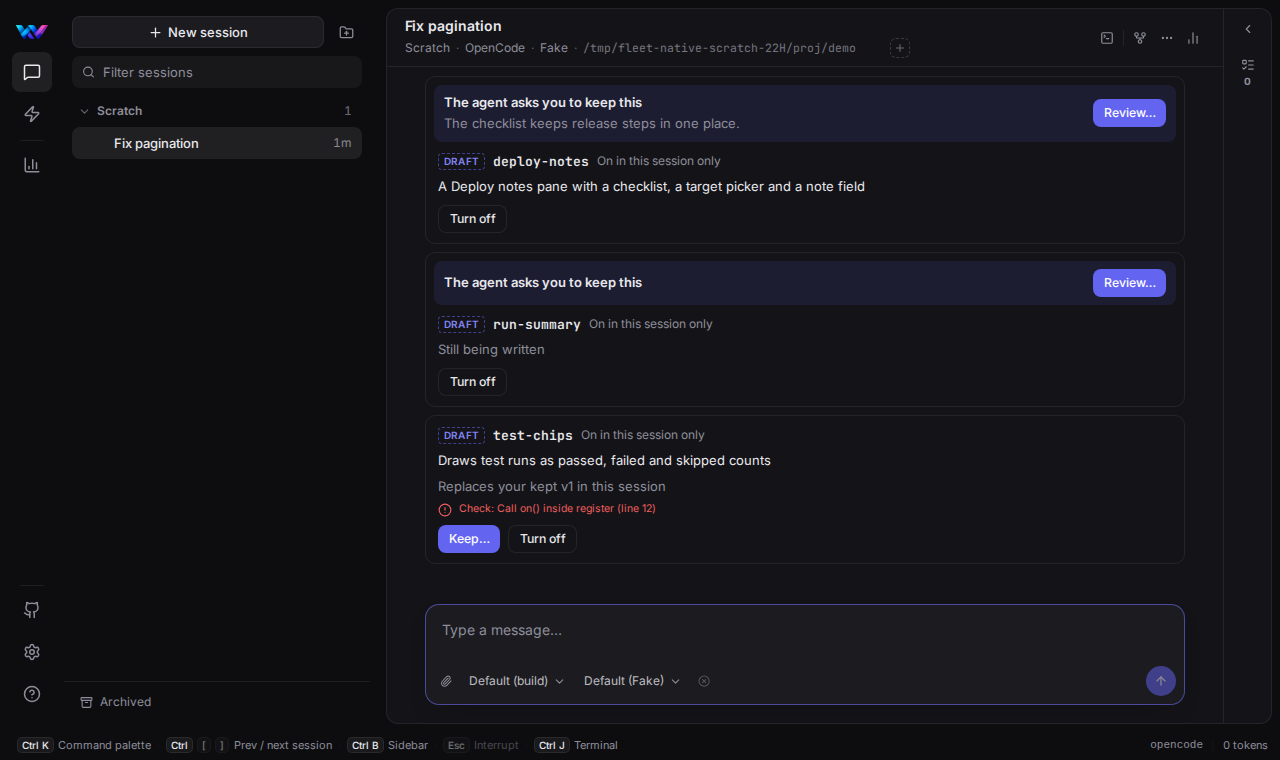 New session
Filter sessions
Scratch 1
Fix pagination 1m
Archived
Fix pagination
Scratch · OpenCode · Fake · /tmp/fleet-native-scratch-22H/proj/demo
0
The agent asks you to keep this
The checklist keeps release steps in one place.
Review...
DRAFT deploy-notes On in this session only
A Deploy notes pane with a checklist, a target picker and a note field
Turn off
The agent asks you to keep this
Review...
DRAFT run-summary On in this session only
Still being written
Turn off
DRAFT test-chips On in this session only
Draws test runs as passed, failed and skipped counts
Replaces your kept v1 in this session
Check: Call on() inside register (line 12)
Keep... Turn off
Type a message...
Default (build) Default (Fake)
Ctrl K Command palette Ctrl [ ] Prev / next session Ctrl B Sidebar Esc Interrupt Ctrl J Terminal opencode 0 tokens